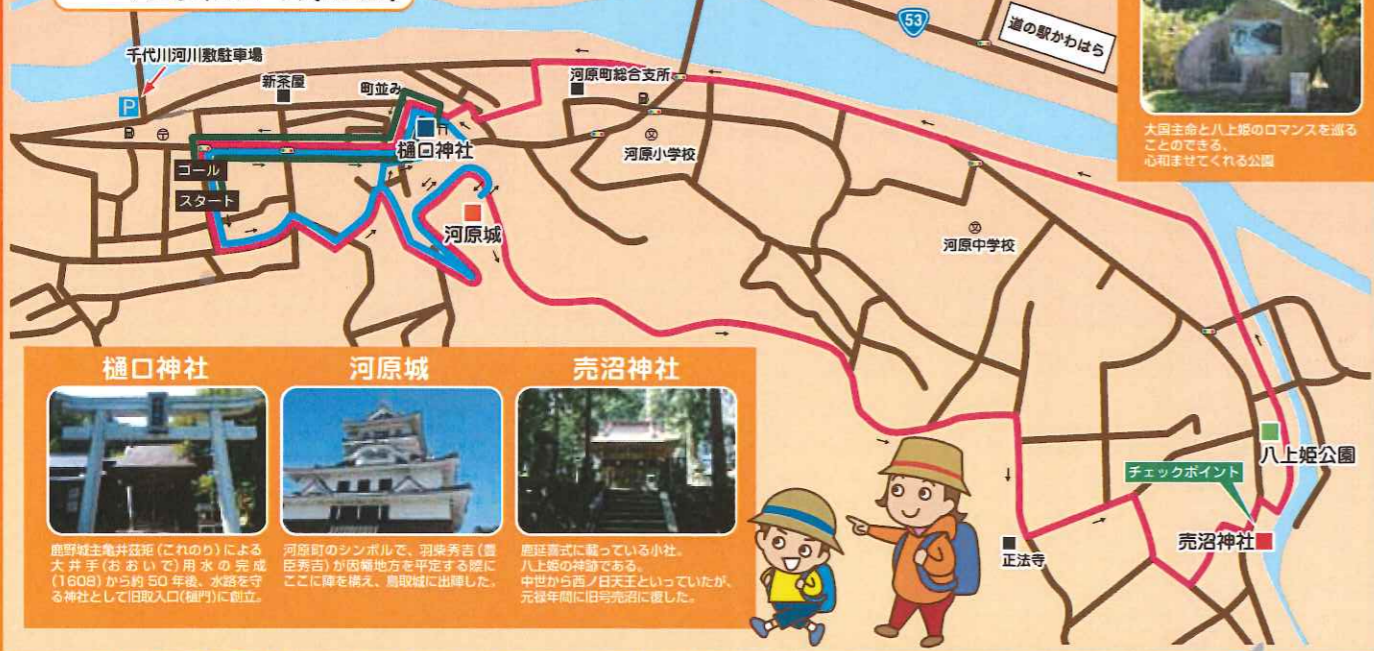 53
道の駅かわはら
千代川河川敷駐車場
P
新茶屋
町並み
河原町総合支所
樋口神社
河原小学校
ゴール
スタート
河原城
河原中学校
大国主命と八上姫のロマンスを巡る
ことのできる、
心和ませてくれる公園
八上姫公園
チェックポイント
売沼神社
正法寺
樋口神社
鹿野城主亀井茲矩(これのり)による
大井手(おおいで)用水の完成
(1608)から約50年後、水路を守
る神社として旧取入口(樋門)に創立。
河原城
河原町のシンボルで、羽柴秀吉(豊
臣秀吉)が因幡地方を平定する際に
ここに陣を構え、鳥取城に出陣した。
売沼神社
鹿延喜式に載っている小社。
八上姫の神跡である。
中世から西ノ日天王といっていたが、
元禄年間に旧号売沼に復した。